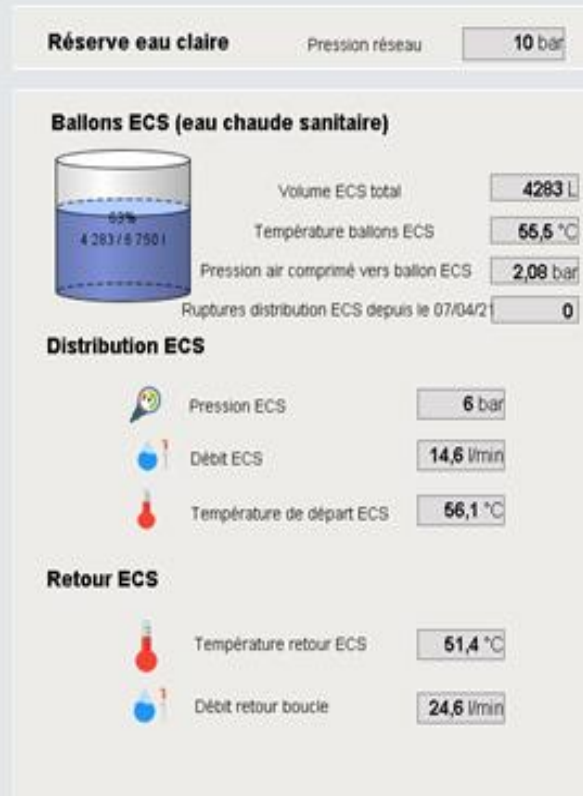 Réserve eau claire Pression réseau 10 bar
Ballons ECS (eau chaude sanitaire)
63%
4 283 / 6 750 l
Volume ECS total 4283 L
Température ballons ECS 55,5 °C
Pression air comprimé vers ballon ECS 2,08 bar
Ruptures distribution ECS depuis le 07/04/21 0
Distribution ECS
Pression ECS 6 bar
Débit ECS 14,6 l/min
Température de départ ECS 56,1 °C
Retour ECS
Température retour ECS 51,4 °C
Débit retour boucle 24,6 l/min